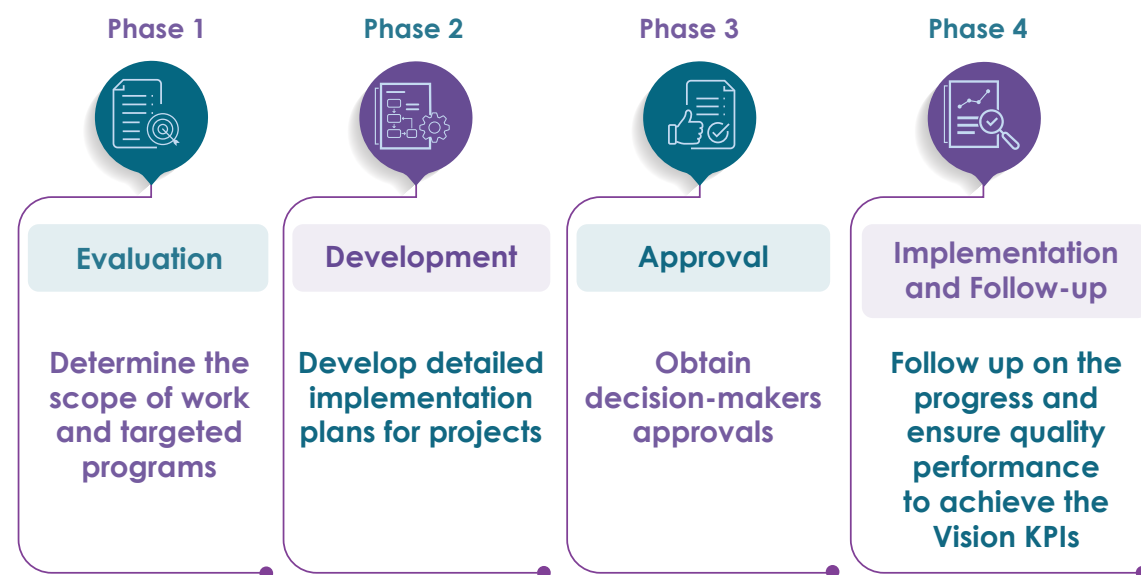 Phase 1
Evaluation
Determine the
scope of work
and targeted
programs
Phase 2
Development
Develop detailed
implementation
plans for projects
Phase 3
Approval
Obtain
decision-makers
approvals
Phase 4
Implementation
and Follow-up
Follow up on the
progress and
ensure quality
performance
to achieve the
Vision KPIs